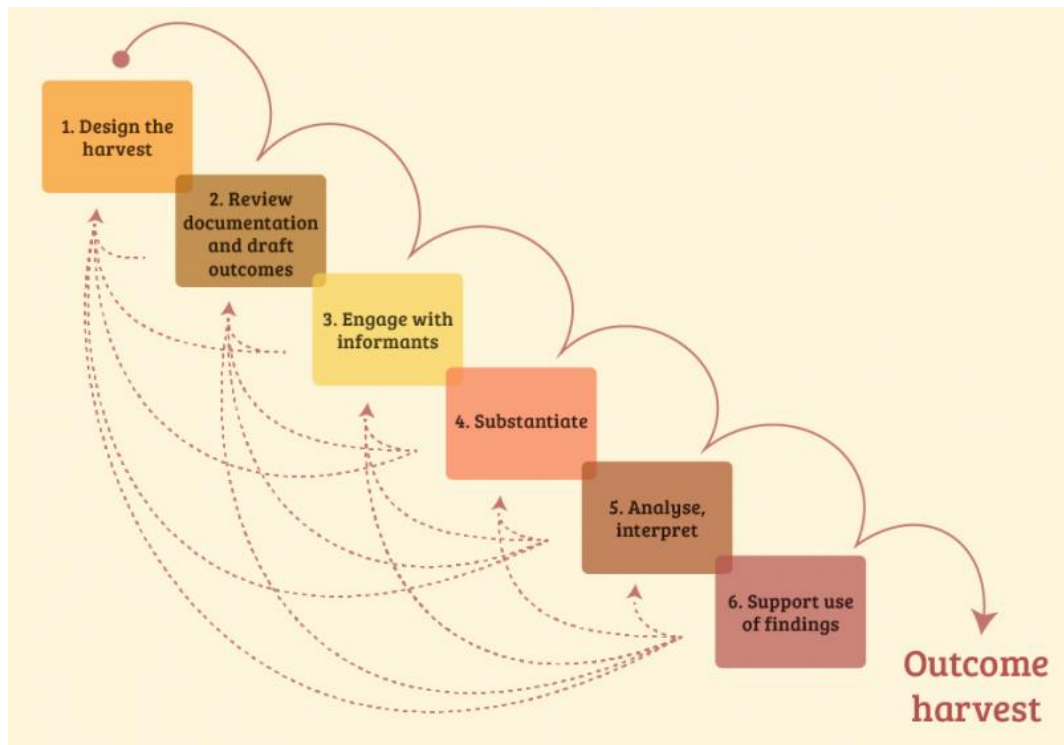 1. Design the
harvest
2. Review
documentation
and draft
outcomes
3. Engage with
informants
4. Substantiate
5. Analyse,
interpret
6. Support use
of findings
Outcome
harvest